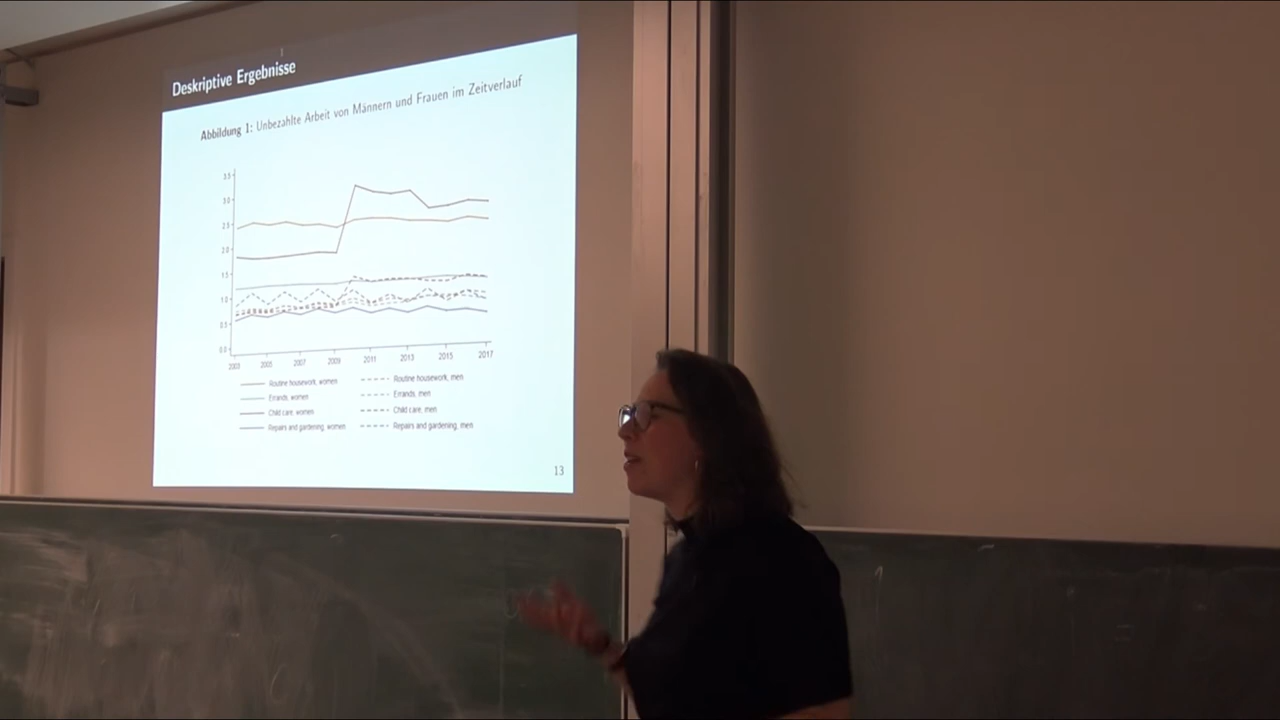 Deskriptive Ergebnisse
Abbildung 1: Unbezahlte Arbeit von Männern und Frauen im Zeitverlauf
3.5
3.0
2.5
2.0
1.5
1.0
0.5
0.0
2003 2005 2007 2009 2011 2013 2015 2017
Routine housework, women Routine housework, men
Errands, women Errands, men
Child care, women Child care, men
Repairs and gardening, women Repairs and gardening, men
13